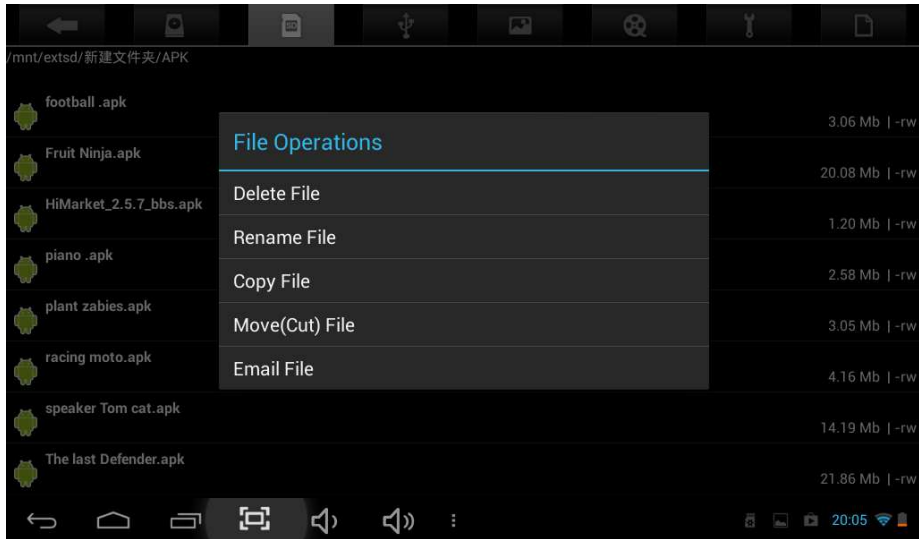 /mnt/extsd/新建文件夹/APK
football .apk
3.06 Mb | -rw
Fruit Ninja.apk
20.08 Mb | -rw
HiMarket_2.5.7_bbs.apk
1.20 Mb | -rw
piano .apk
2.58 Mb | -rw
plant zabies.apk
3.05 Mb | -rw
racing moto.apk
4.16 Mb | -rw
speaker Tom cat.apk
14.19 Mb | -rw
The last Defender.apk
21.86 Mb | -rw
File Operations
Delete File
Rename File
Copy File
Move(Cut) File
Email File
20:05